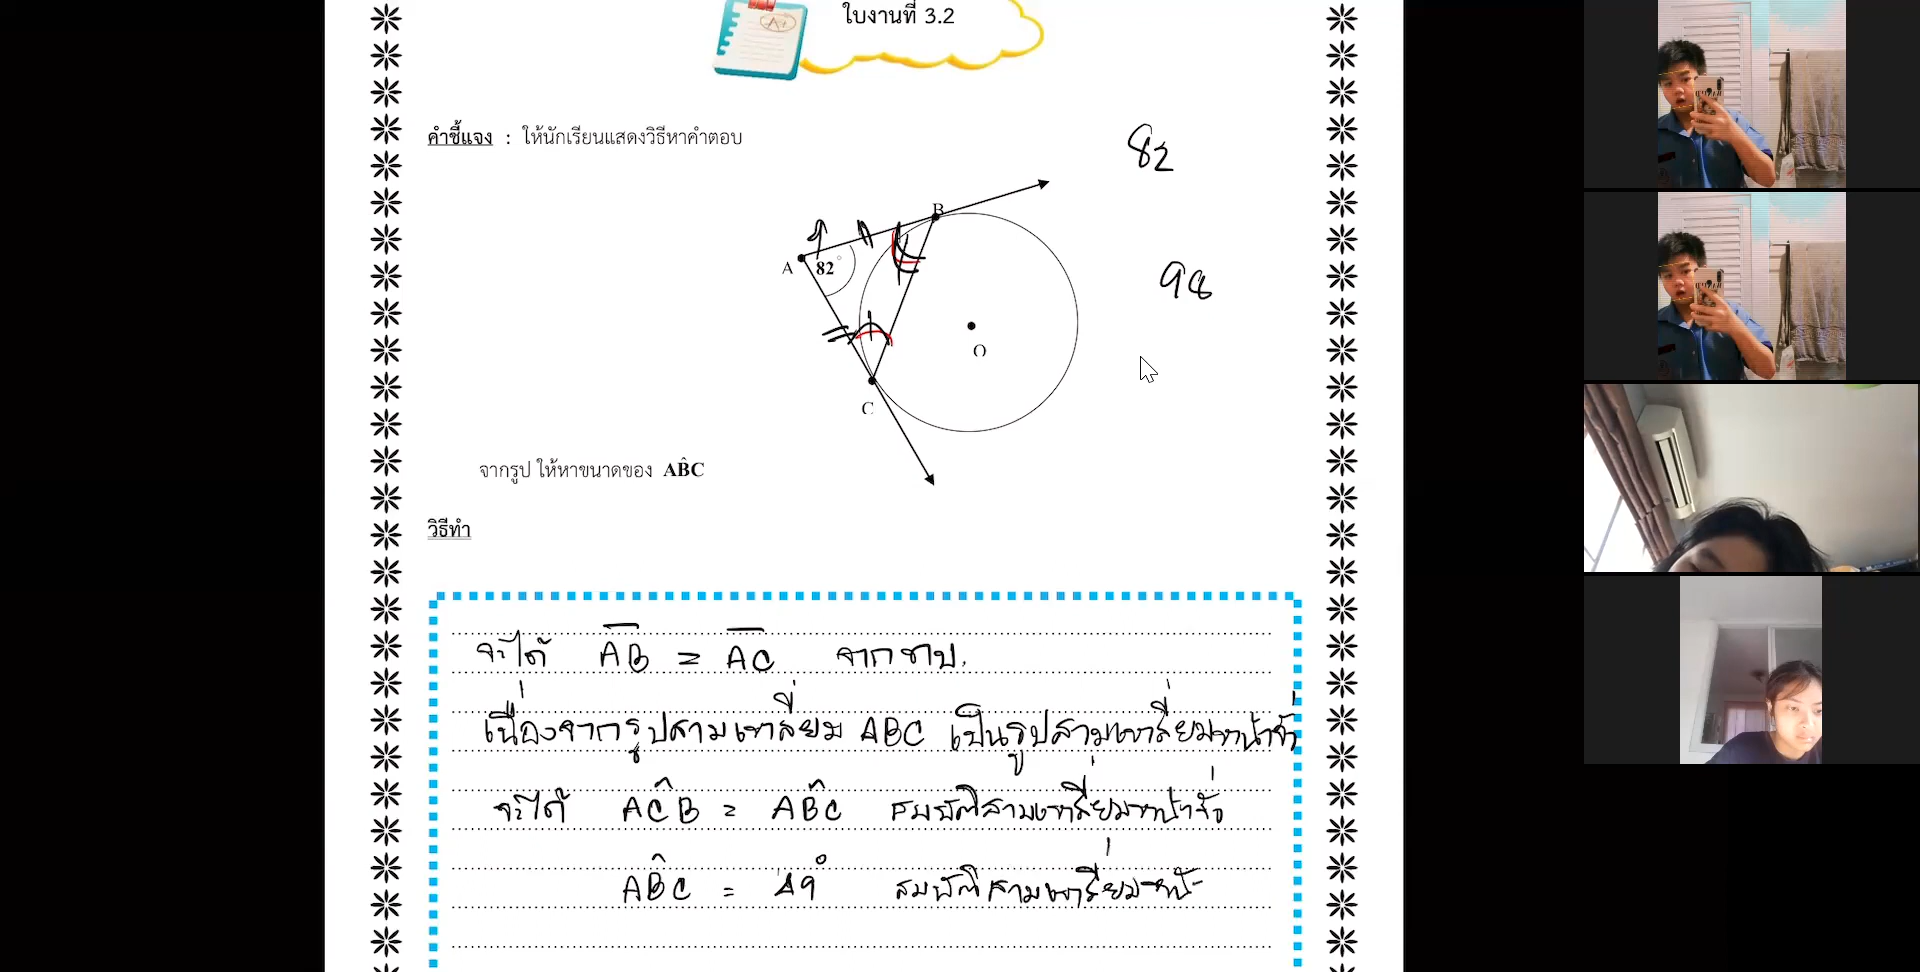 ใบงานที่ 3.2
A+
คำชี้แจง : ให้นักเรียนแสดงวิธีหาคำตอบ
82
B
A 82°
98
O
C
จากรูป ให้หาขนาดของ AB̂C
วิธีทำ
จะได้ AB = AC จาก ทบ.
เนื่องจากรูปสามเหลี่ยม ABC เป็นรูปสามเหลี่ยมหน้าจั่ว
จะได้ AĈB = AB̂C สมบัติสามเหลี่ยมหน้าจั่ว
AB̂C = 49° สมบัติสามเหลี่ยมหน้า